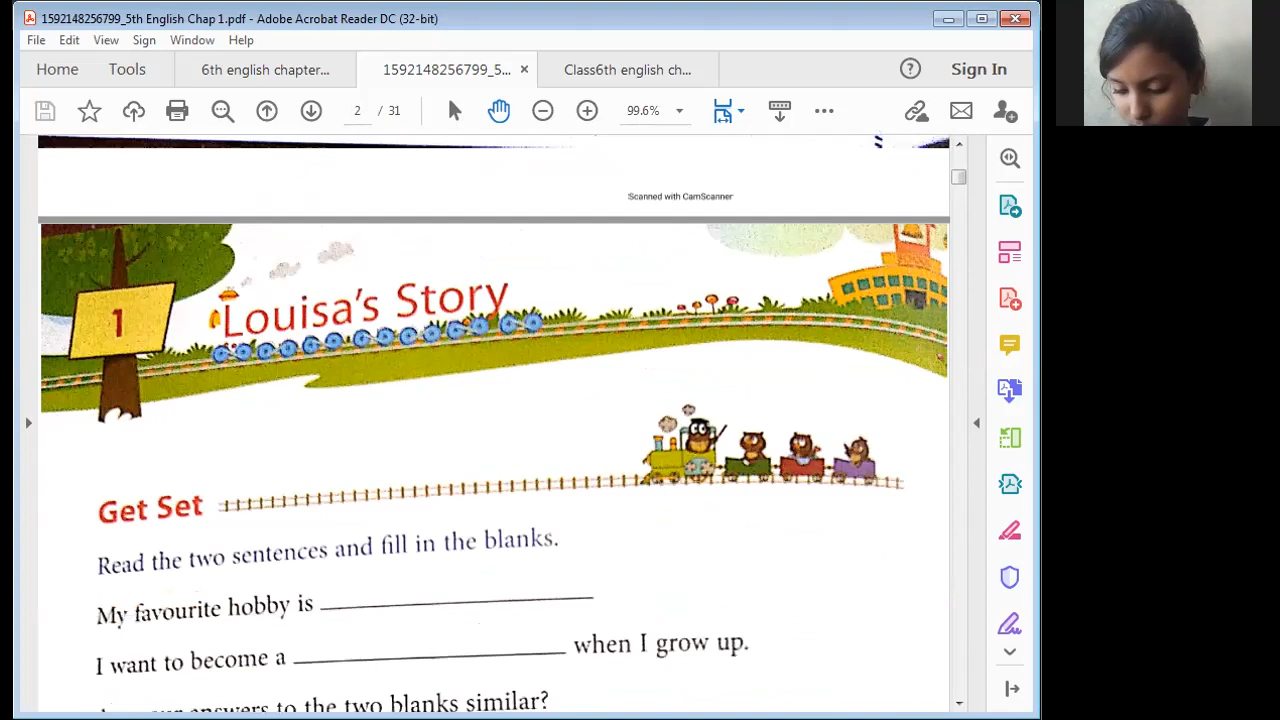 1592148256799_5th English Chap 1.pdf - Adobe Acrobat Reader DC (32-bit)
File Edit View Sign Window Help
Home Tools 6th english chapter... 1592148256799_5... × Class6th english ch... ? Sign In
2 / 31 99.6%
Scanned with CamScanner
1
Louisa's Story
Get Set
Read the two sentences and fill in the blanks.
My favourite hobby is
I want to become a when I grow up.
answers to the two blanks similar?